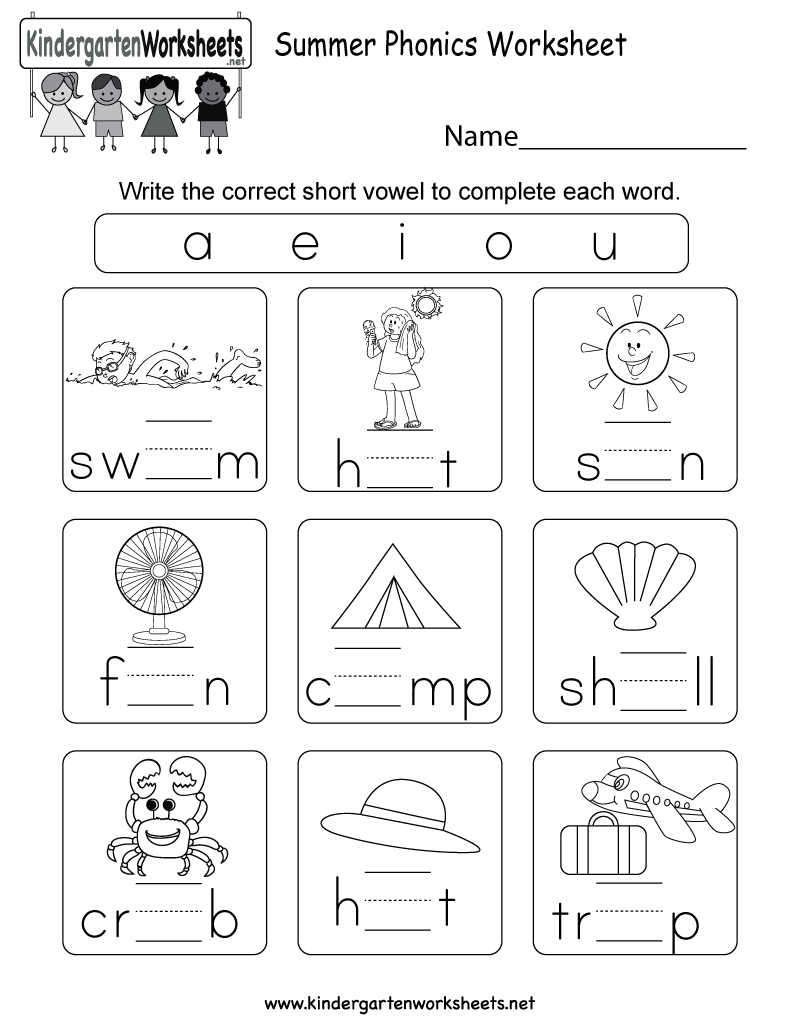 KindergartenWorksheets
.net
Summer Phonics Worksheet
Name_______________
Write the correct short vowel to complete each word.
a e i o u
sw___m h___t s___n
f___n c___mp sh___ll
cr___b h___t tr___p
www.kindergartenworksheets.net